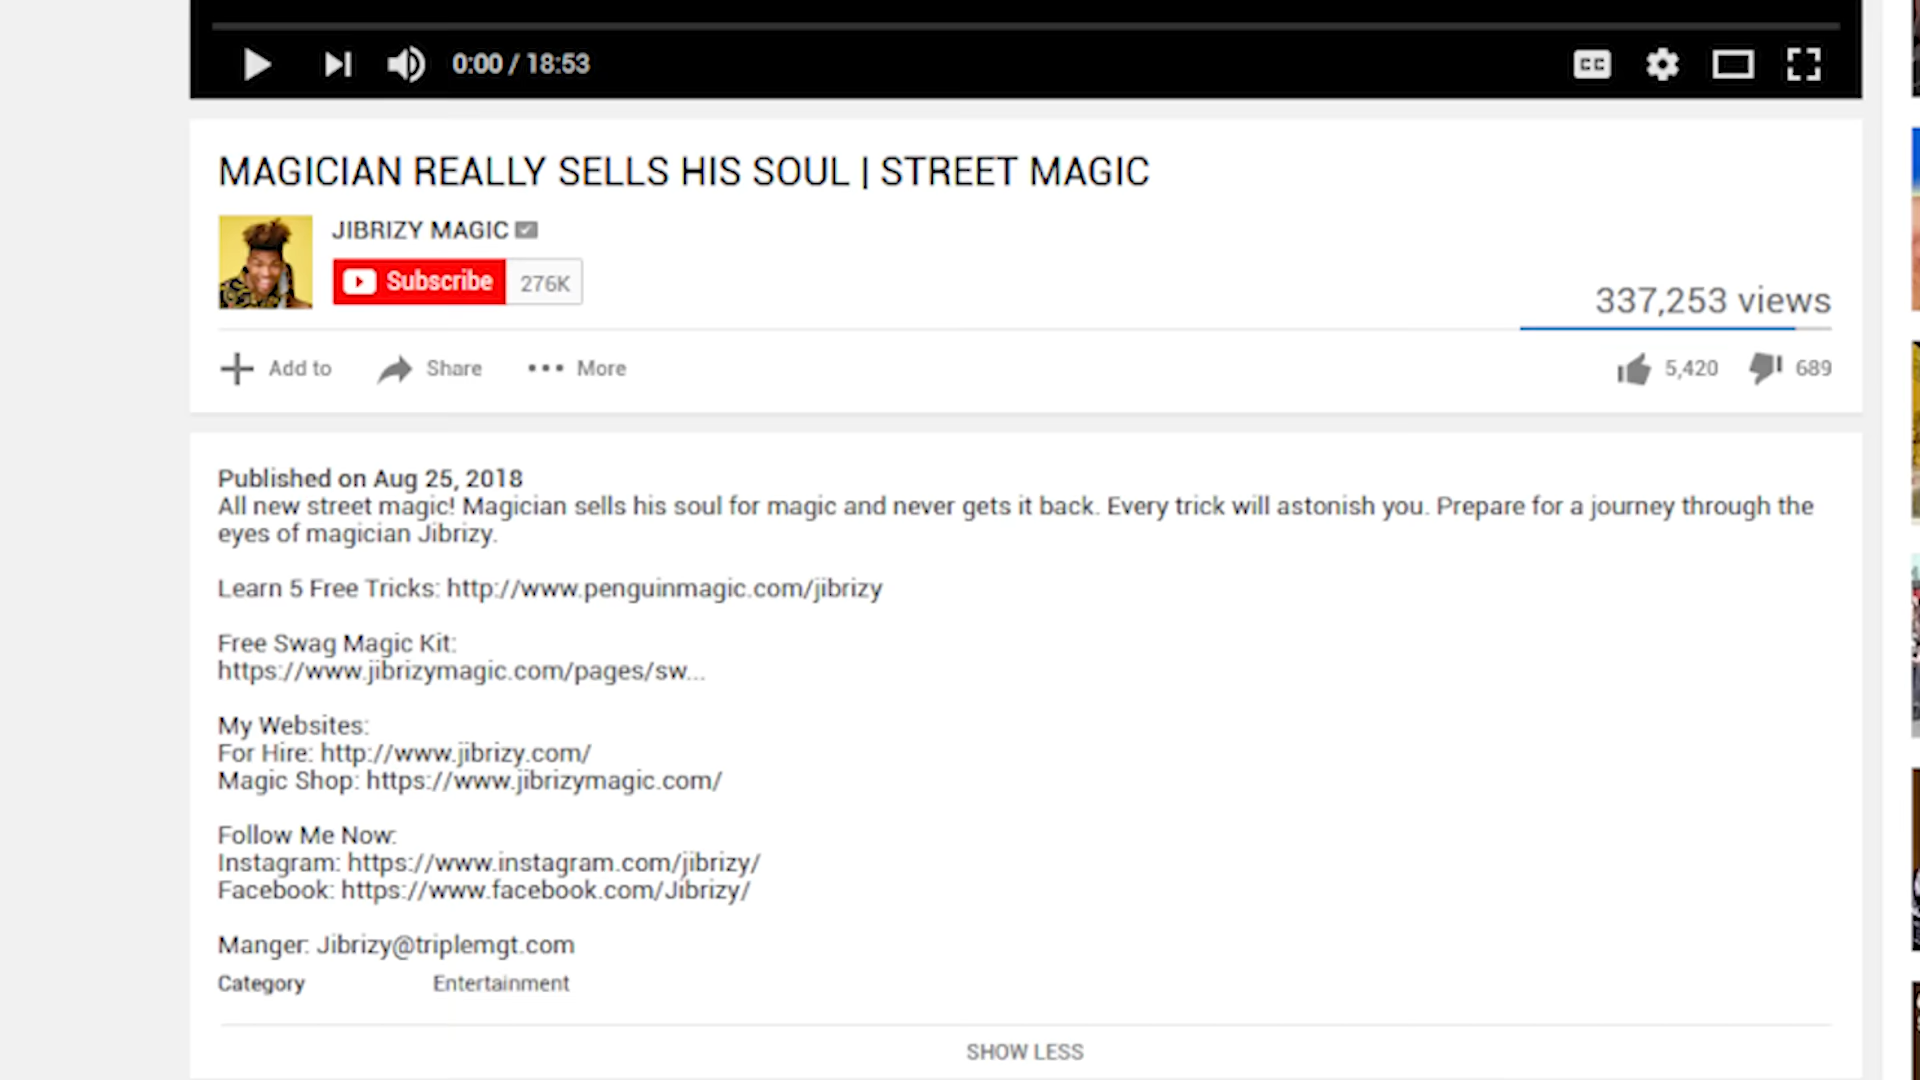 0:00 / 18:53
CC
MAGICIAN REALLY SELLS HIS SOUL | STREET MAGIC
JIBRIZY MAGIC
Subscribe 276K
337,253 views
Add to Share More 5,420 689
Published on Aug 25, 2018
All new street magic! Magician sells his soul for magic and never gets it back. Every trick will astonish you. Prepare for a journey through the
eyes of magician Jibrizy.
Learn 5 Free Tricks: http://www.penguinmagic.com/jibrizy
Free Swag Magic Kit:
https://www.jibrizymagic.com/pages/sw...
My Websites:
For Hire: http://www.jibrizy.com/
Magic Shop: https://www.jibrizymagic.com/
Follow Me Now:
Instagram: https://www.instagram.com/jibrizy/
Facebook: https://www.facebook.com/Jibrizy/
Manger: Jibrizy@triplemgt.com
Category Entertainment
SHOW LESS